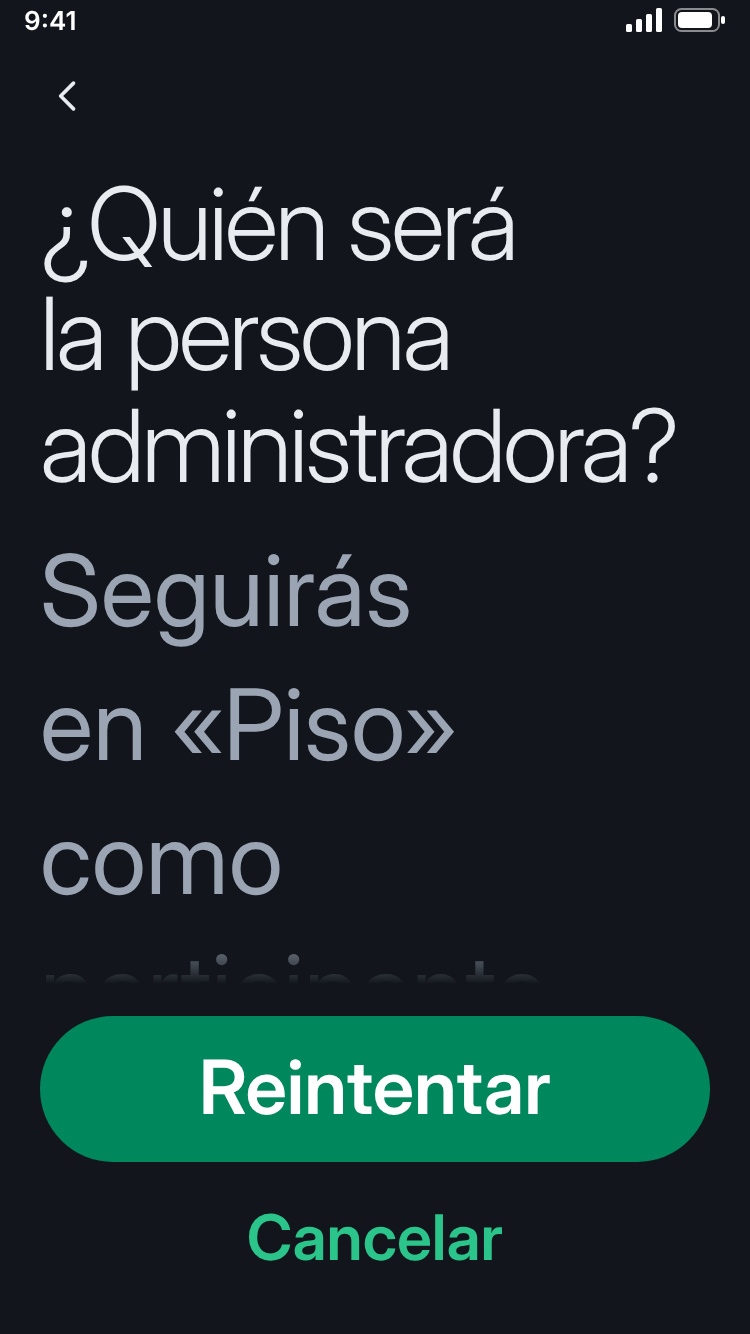 9:41
¿Quién será
la persona
administradora?
Seguirás
en «Piso»
como
Reintentar
Cancelar